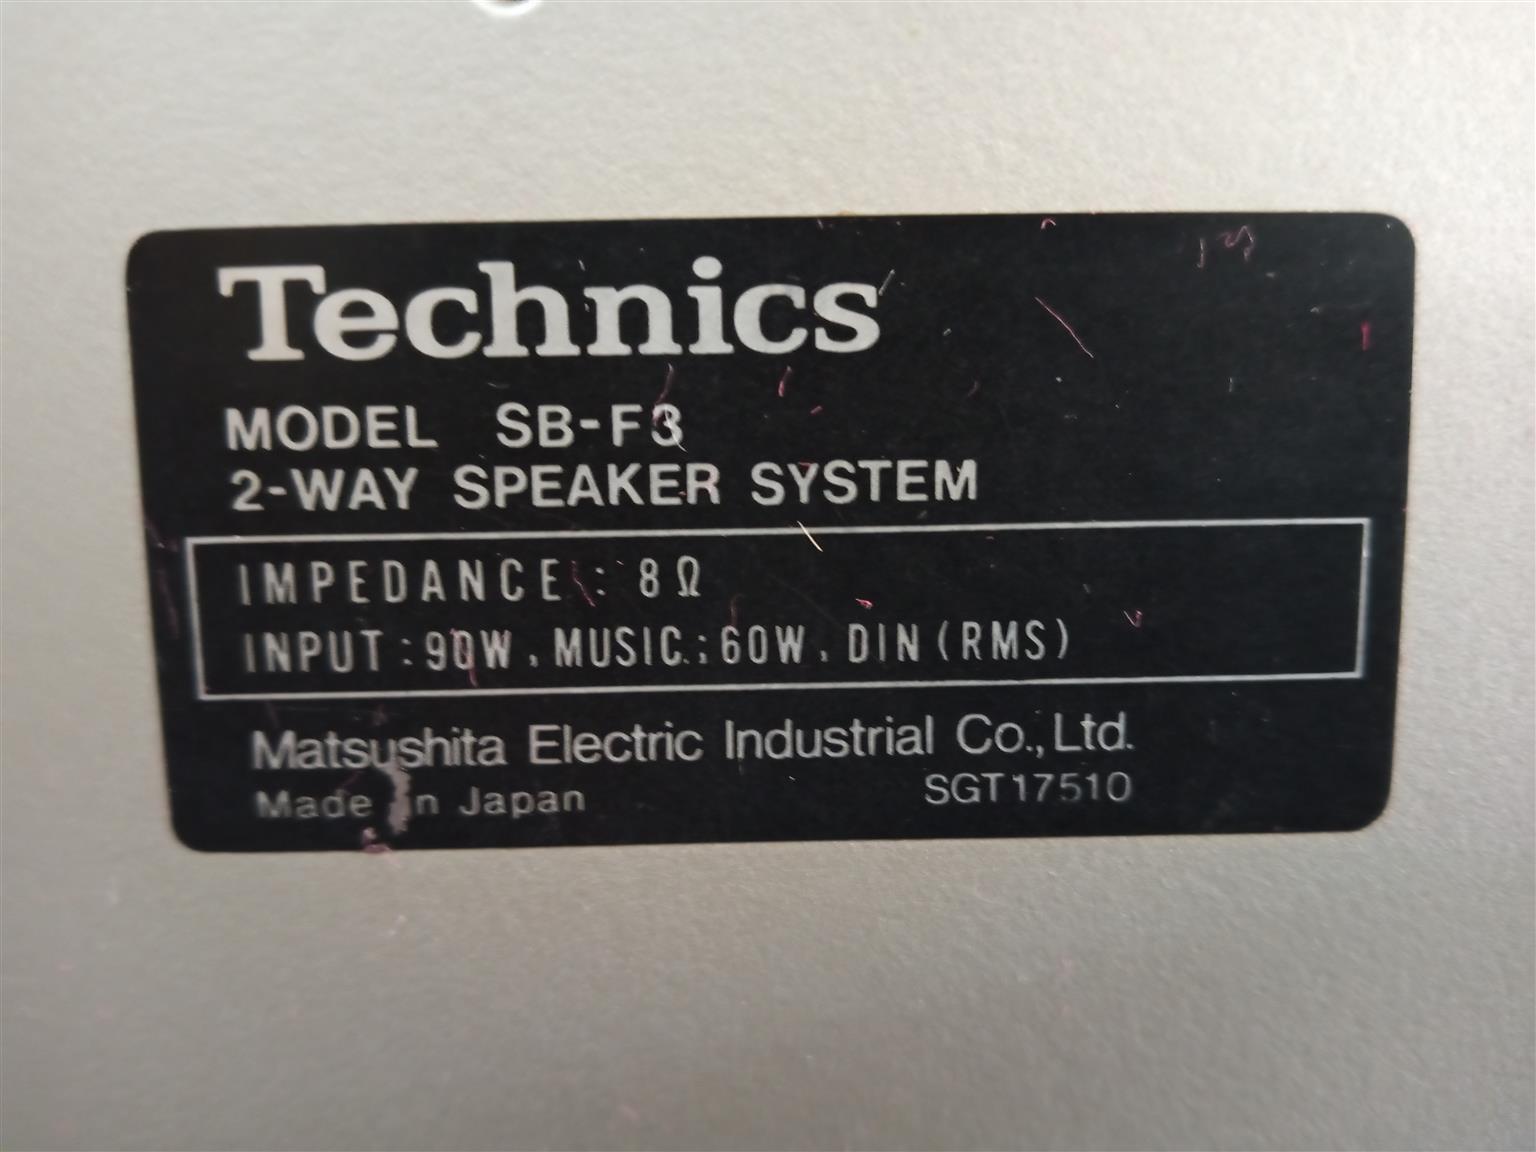 Technics
MODEL SB-F3
2-WAY SPEAKER SYSTEM
IMPEDANCE : 8Ω
INPUT : 90W, MUSIC.; 60W, DIN (RMS)
Matsushita Electric Industrial Co., Ltd.
Made in Japan SGT17510